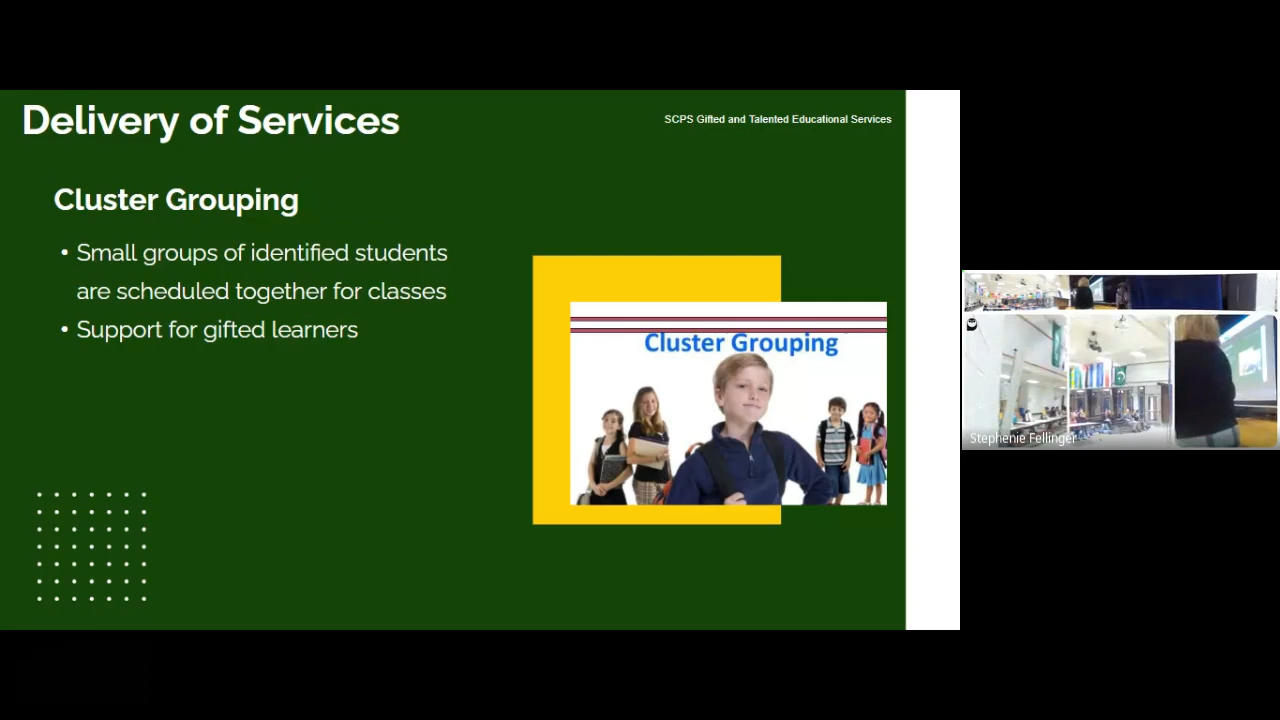 Delivery of Services
SCPS Gifted and Talented Educational Services
Cluster Grouping
• Small groups of identified students
are scheduled together for classes
• Support for gifted learners
Cluster Grouping
Stephenie Fellinger